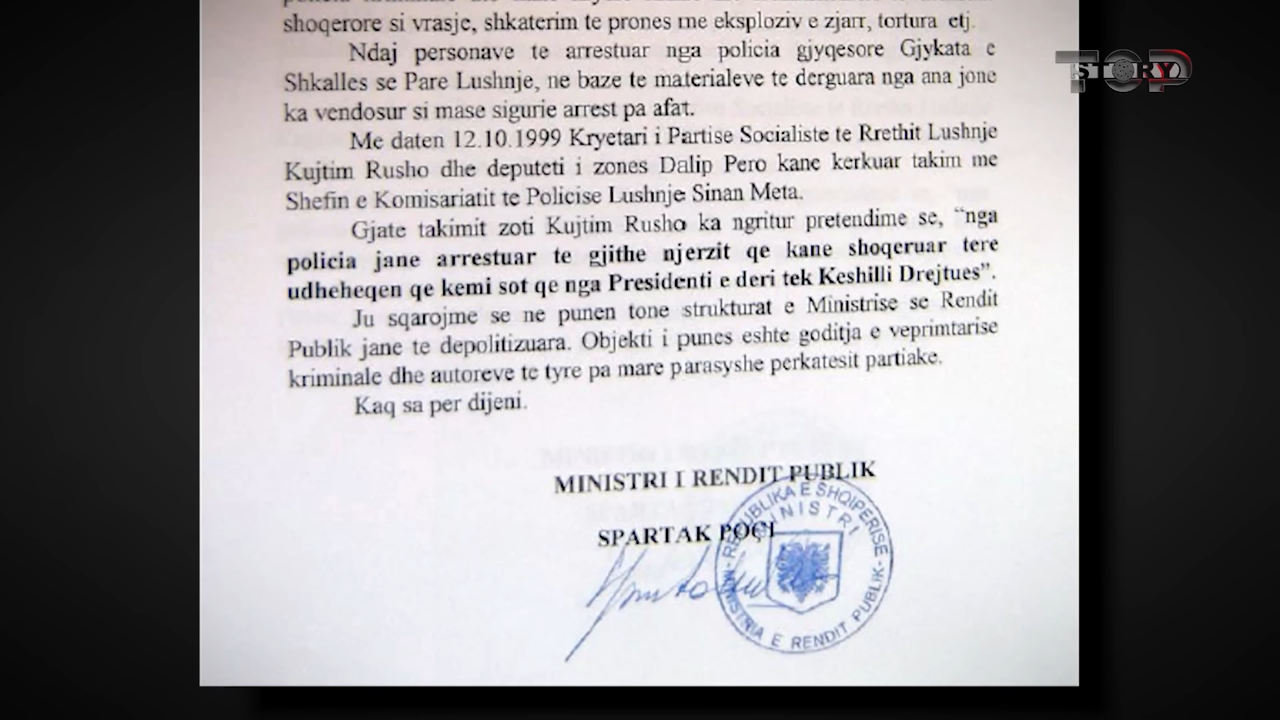 shoqerore si vrasje, shkaterim te prones me eksploziv e zjarr, tortura etj.
Ndaj personave te arrestuar nga policia gjyqesore Gjykata e
Shkalles se Pare Lushnje, ne baze te materialeve te derguara nga ana jone
ka vendosur si mase sigurie arrest pa afat.
Me daten 12.10.1999 Kryetari i Partise Socialiste te Rrethit Lushnje
Kujtim Rusho dhe deputeti i zones Dalip Pero kane kerkuar takim me
Shefin e Komisariatit te Policise Lushnje Sinan Meta.
Gjate takimit zoti Kujtim Rusho ka ngritur pretendime se, “nga
policia jane arrestuar te gjithe njerzit qe kane shoqeruar tere
udheheqen qe kemi sot qe nga Presidenti e deri tek Keshilli Drejtues”.
Ju sqarojme se ne punen tone strukturat e Ministrise se Rendit
Publik jane te depolitizuara. Objekti i punes eshte goditja e veprimtarise
kriminale dhe autoreve te tyre pa mare parasyshe perkatesit partiake.
Kaq sa per dijeni.
MINISTRI I RENDIT PUBLIK
SPARTAK POÇI
REPUBLIKA E SHQIPERISE
MINISTRI
MINISTRIA E RENDIT PUBLIK
TOP
STORY